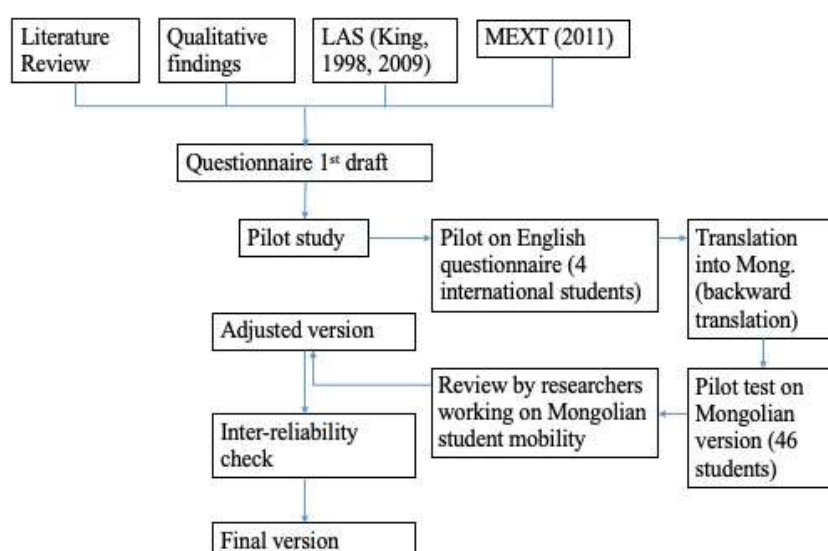 Literature
Review
Qualitative
findings
LAS (King,
1998, 2009)
MEXT (2011)
Questionnaire 1st draft
Pilot study
Pilot on English
questionnaire (4
international students)
Translation
into Mong.
(backward
translation)
Adjusted version
Review by researchers
working on Mongolian
student mobility
Pilot test on
Mongolian
version (46
students)
Inter-reliability
check
Final version